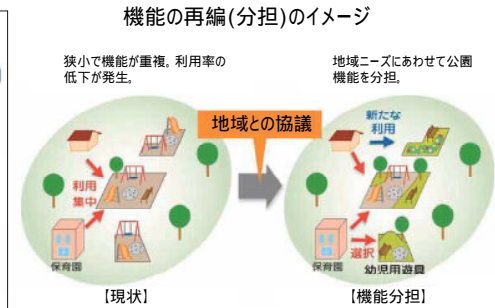 機能の再編(分担)のイメージ
狭小で機能が重複。利用率の
低下が発生。
地域ニーズにあわせて公園
機能を分担。
地域との協議
利用
集中
保育園
【現状】
新たな
利用
選択
保育園
幼児用遊具
【機能分担】